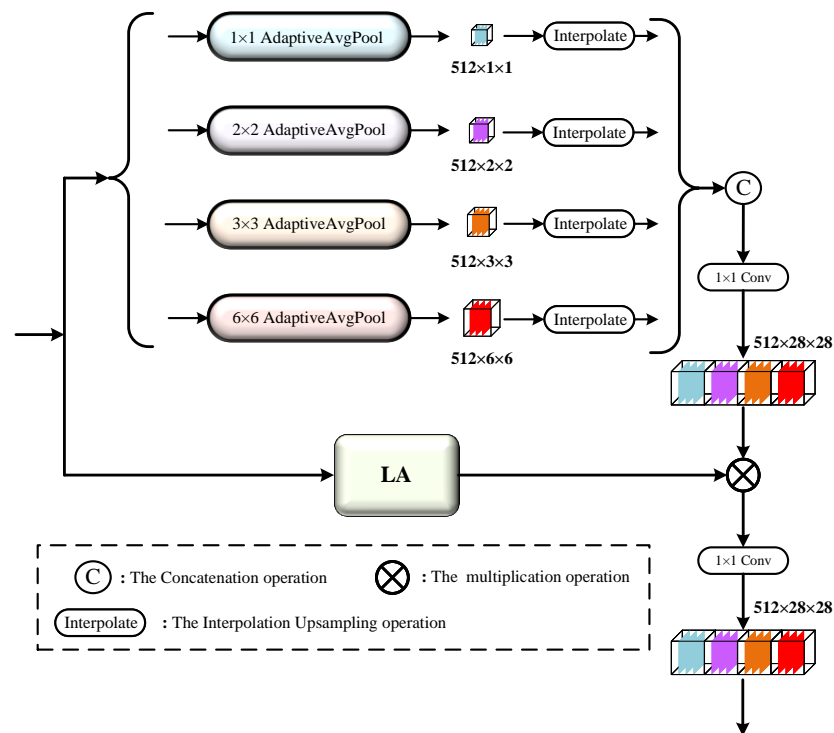 1×1 AdaptiveAvgPool
Interpolate
512×1×1
2×2 AdaptiveAvgPool
Interpolate
512×2×2
C
3×3 AdaptiveAvgPool
Interpolate
512×3×3
1×1 Conv
6×6 AdaptiveAvgPool
Interpolate
512×6×6
512×28×28
LA
1×1 Conv
C : The Concatenation operation
: The multiplication operation
Interpolate : The Interpolation Upsampling operation
512×28×28